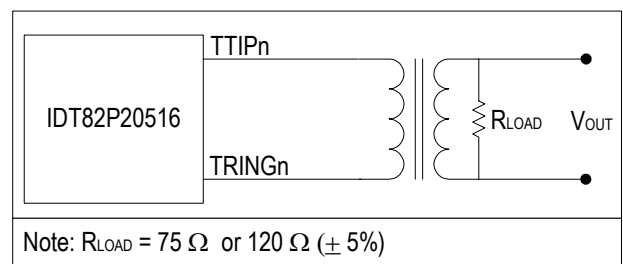 TTIPn
IDT82P20516
RLOAD
VOUT
TRINGn
Note: RLOAD = 75 Ω or 120 Ω (± 5%)